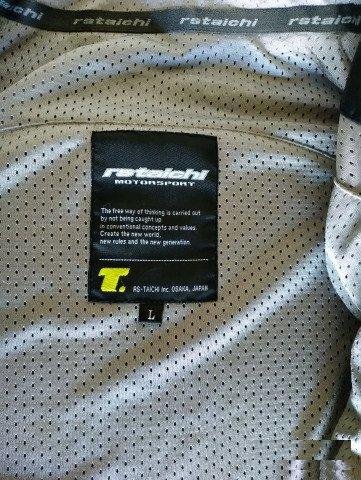 rstaichi rstaichi rstaichi
rstaichi
MOTORSPORT
The free way of thinking is carried out
by not being caught up
in conventional concepts and values.
Create the new world,
new rules and the new generation.
T.
RS-TAICHI Inc. OSAKA, JAPAN
L